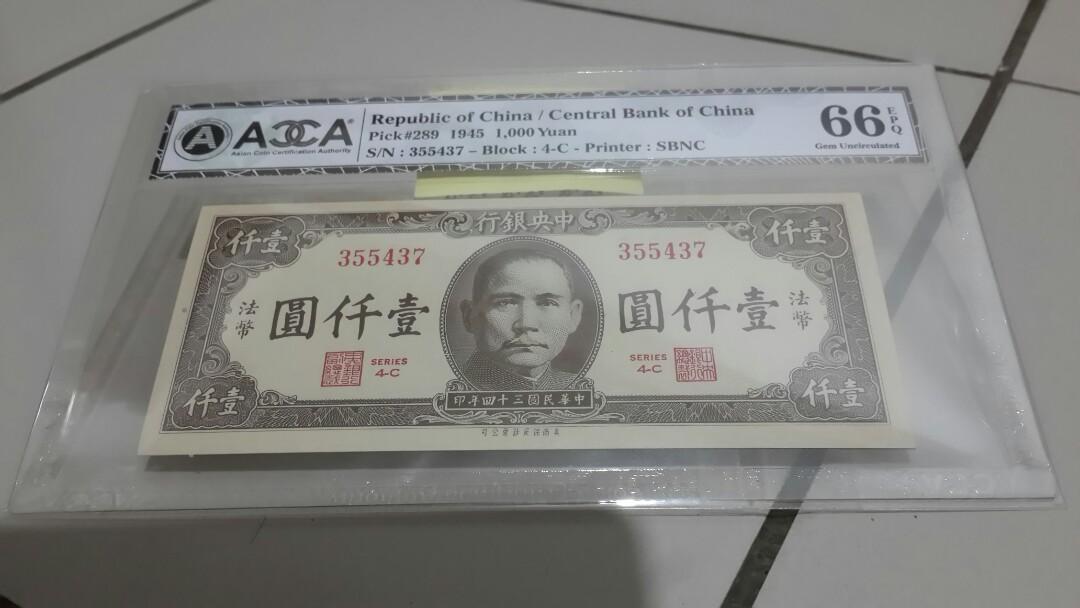 ACCA
Asian Coin Certification Authority
Republic of China / Central Bank of China
Pick#289 1945 1,000 Yuan
S/N : 355437 – Block : 4-C - Printer : SBNC
66 EPQ
Gem Uncirculated
中央銀行
壹仟
壹仟
355437
355437
法幣
壹仟圓
壹仟圓
法幣
SERIES
4-C
SERIES
4-C
壹仟
壹仟
中華民國三十四年印